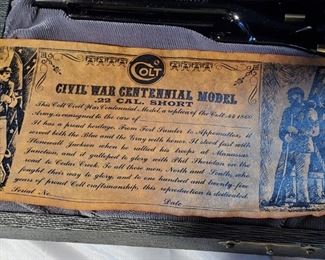 COLT
CIVIL WAR CENTENNIAL MODEL
22 CAL. SHORT
This Colt Civil War Centennial Model, a replica of the Colt .44 1860
Army, is consigned to the care of
Arms a proud heritage. From Fort Sumter to Appomattox, it
served both the Blue and the Gray with honor. It stood fast with
Stonewall Jackson when he rallied his troops at Manassas
Junction, and it galloped to glory with Phil Sheridan on the
road to Cedar Creek. To all those men, North and South, who
fought their way to glory, and to one hundred and twenty-five
years of proud Colt craftsmanship, this reproduction is dedicated.
Serial No.
Date